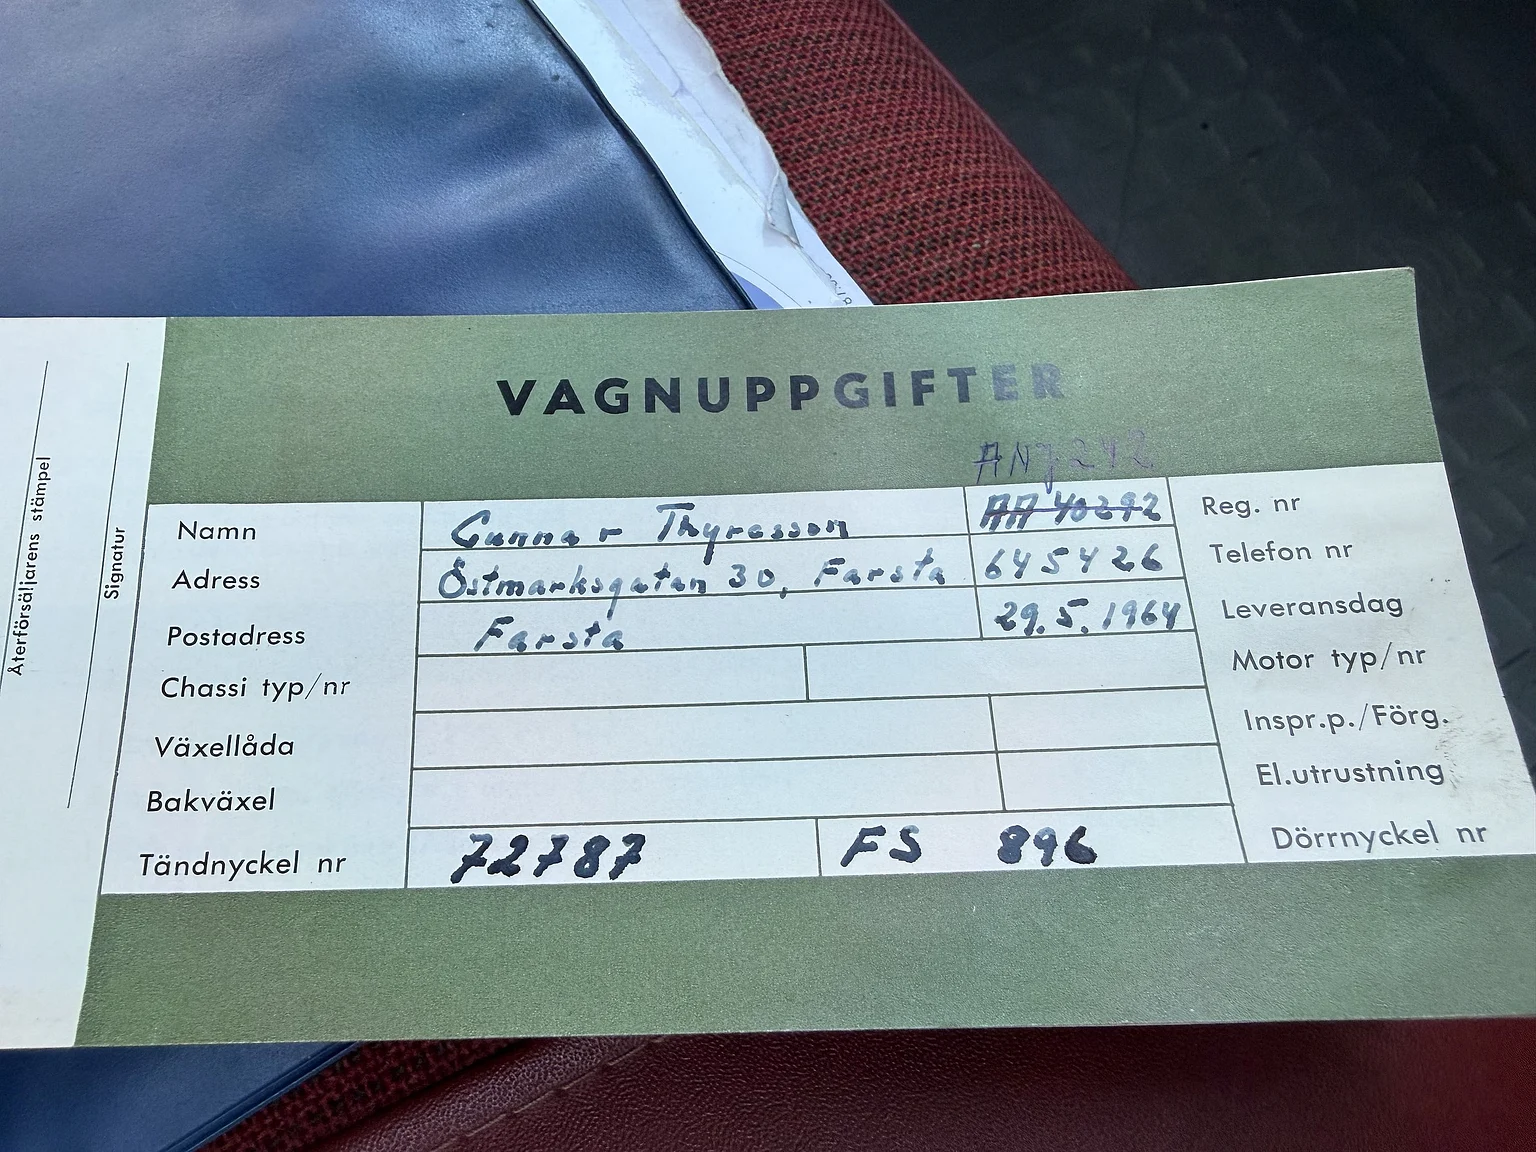 VAGNUPPGIFTER
AN7242
Namn Gunnar Thyresson AA 40292 Reg. nr
Adress Östmarksgatan 30, Farsta 645426 Telefon nr
Postadress Farsta 29.5.1964 Leveransdag
Chassi typ/nr Motor typ/nr
Växellåda Inspr.p./Förg.
Bakväxel El.utrustning
Tändnyckel nr 72787 FS 896 Dörrnyckel nr
Återförsäljarens stämpel
Signatur